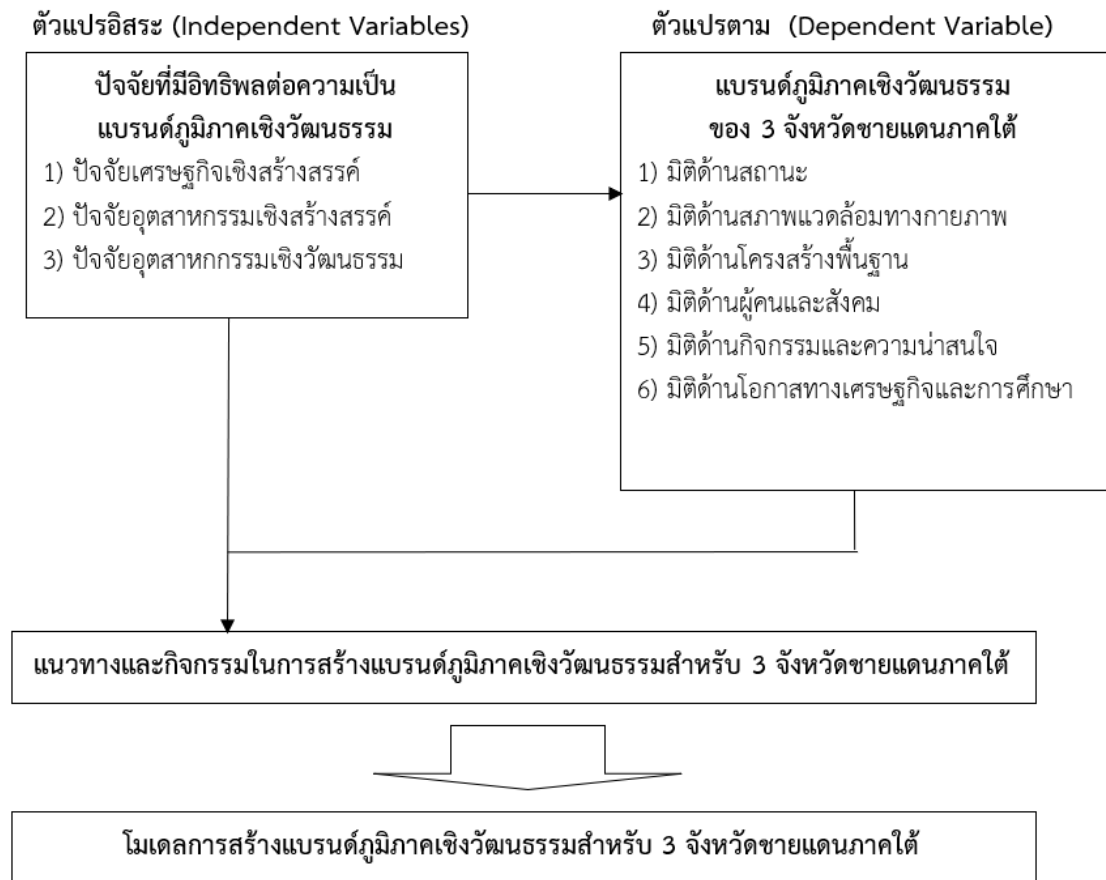 ตัวแปรอิสระ (Independent Variables)
ปัจจัยที่มีอิทธิพลต่อความเป็น
แบรนด์ภูมิภาคเชิงวัฒนธรรม
1) ปัจจัยเศรษฐกิจเชิงสร้างสรรค์
2) ปัจจัยอุตสาหกรรมเชิงสร้างสรรค์
3) ปัจจัยอุตสาหกกรรมเชิงวัฒนธรรม
ตัวแปรตาม (Dependent Variable)
แบรนด์ภูมิภาคเชิงวัฒนธรรม
ของ 3 จังหวัดชายแดนภาคใต้
1) มิติด้านสถานะ
2) มิติด้านสภาพแวดล้อมทางกายภาพ
3) มิติด้านโครงสร้างพื้นฐาน
4) มิติด้านผู้คนและสังคม
5) มิติด้านกิจกรรมและความน่าสนใจ
6) มิติด้านโอกาสทางเศรษฐกิจและการศึกษา
แนวทางและกิจกรรมในการสร้างแบรนด์ภูมิภาคเชิงวัฒนธรรมสำหรับ 3 จังหวัดชายแดนภาคใต้
โมเดลการสร้างแบรนด์ภูมิภาคเชิงวัฒนธรรมสำหรับ 3 จังหวัดชายแดนภาคใต้